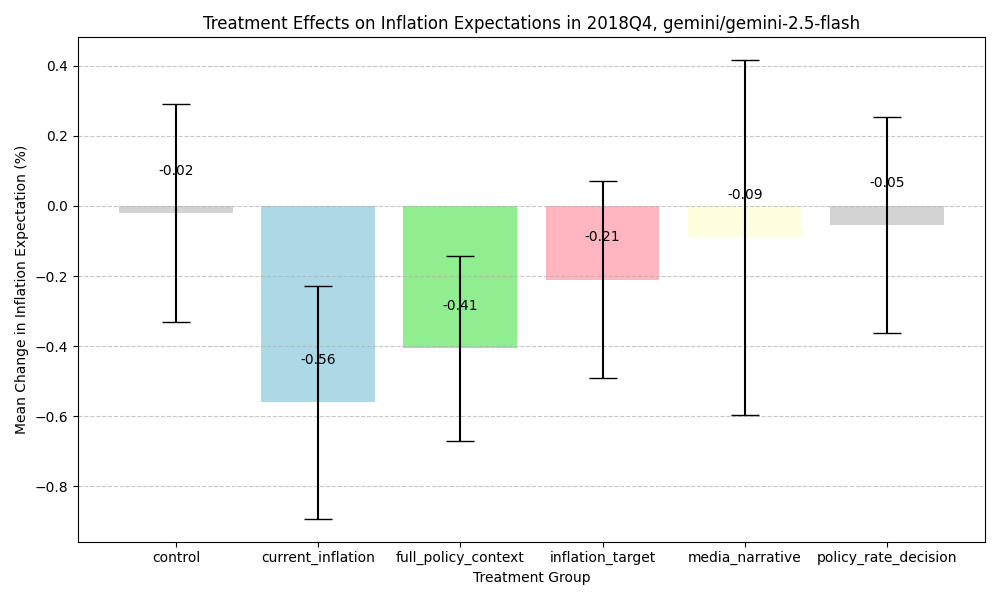 Treatment Effects on Inflation Expectations in 2018Q4, gemini/gemini-2.5-flash
Mean Change in Inflation Expectation (%)
0.4
0.2
0.0
−0.2
−0.4
−0.6
−0.8
-0.02
-0.56
-0.41
-0.21
-0.09
-0.05
control
current_inflation
full_policy_context
inflation_target
media_narrative
policy_rate_decision
Treatment Group